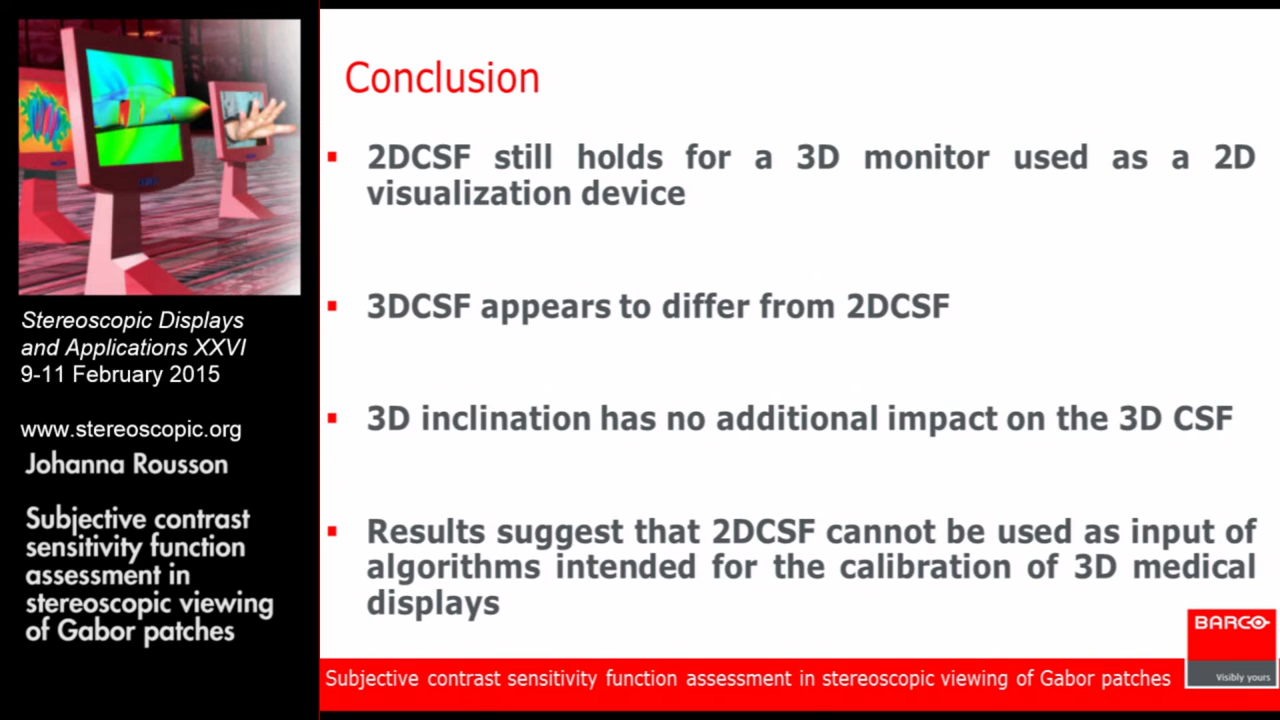 Stereoscopic Displays
and Applications XXVI
9-11 February 2015
www.stereoscopic.org
Johanna Rousson
Subjective contrast
sensitivity function
assessment in
stereoscopic viewing
of Gabor patches
Conclusion
▪ 2DCSF still holds for a 3D monitor used as a 2D
visualization device
▪ 3DCSF appears to differ from 2DCSF
▪ 3D inclination has no additional impact on the 3D CSF
▪ Results suggest that 2DCSF cannot be used as input of
algorithms intended for the calibration of 3D medical
displays
BARCO
Visibly yours
Subjective contrast sensitivity function assessment in stereoscopic viewing of Gabor patches